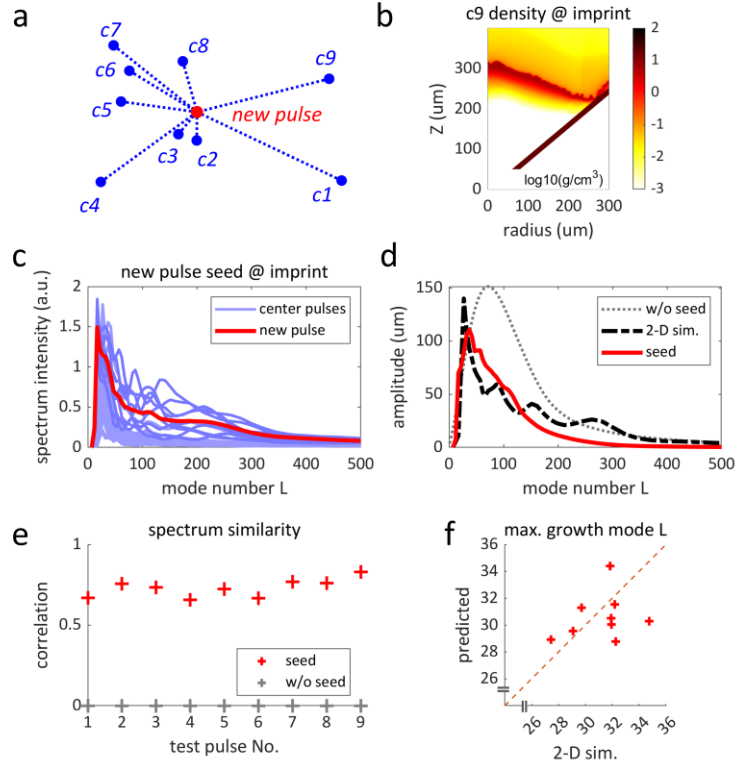 a
c7
c8
c6
c9
c5
new pulse
c3
c2
c4
c1
b
c9 density @ imprint
300
200
100
0
Z (um)
log10(g/cm³)
0
100
200
300
radius (um)
2
1
0
-1
-2
-3
c
new pulse seed @ imprint
2
1.5
1
0.5
0
spectrum intensity (a.u.)
center pulses
new pulse
0
100
200
300
400
500
mode number L
d
150
100
50
0
amplitude (um)
w/o seed
2-D sim.
seed
0
100
200
300
400
500
mode number L
e
spectrum similarity
1
0.5
0
correlation
seed
w/o seed
1 2 3 4 5 6 7 8 9
test pulse No.
f
max. growth mode L
36
34
32
30
28
26
predicted
26
28
30
32
34
36
2-D sim.